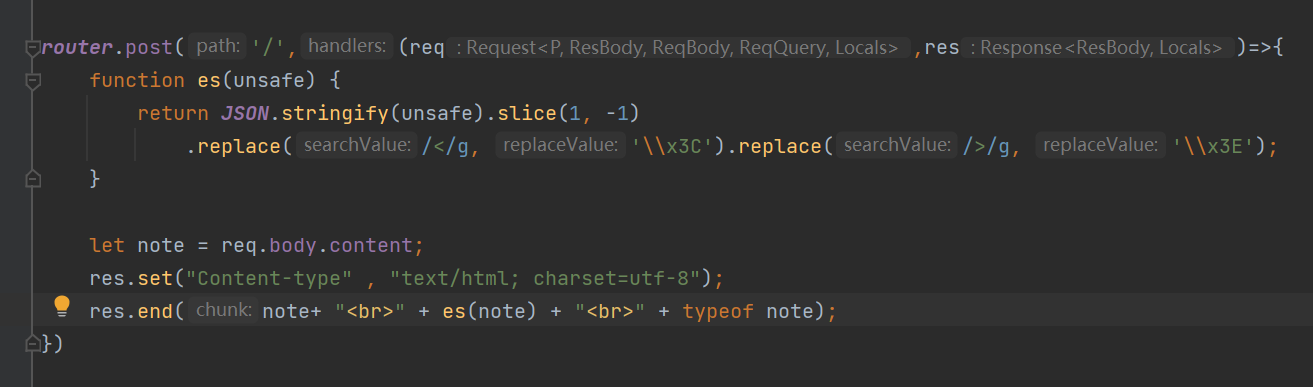 router.post( path: '/', handlers: (req : Request<P, ResBody, ReqBody, ReqQuery, Locals> ,res : Response<ResBody, Locals> )=>{
    function es(unsafe) {
        return JSON.stringify(unsafe).slice(1, -1)
            .replace( searchValue: /</g, replaceValue: '\\x3C').replace( searchValue: />/g, replaceValue: '\\x3E');
    }
    let note = req.body.content;
    res.set("Content-type" , "text/html; charset=utf-8");
    res.end( chunk: note+ "<br>" + es(note) + "<br>" + typeof note);
})